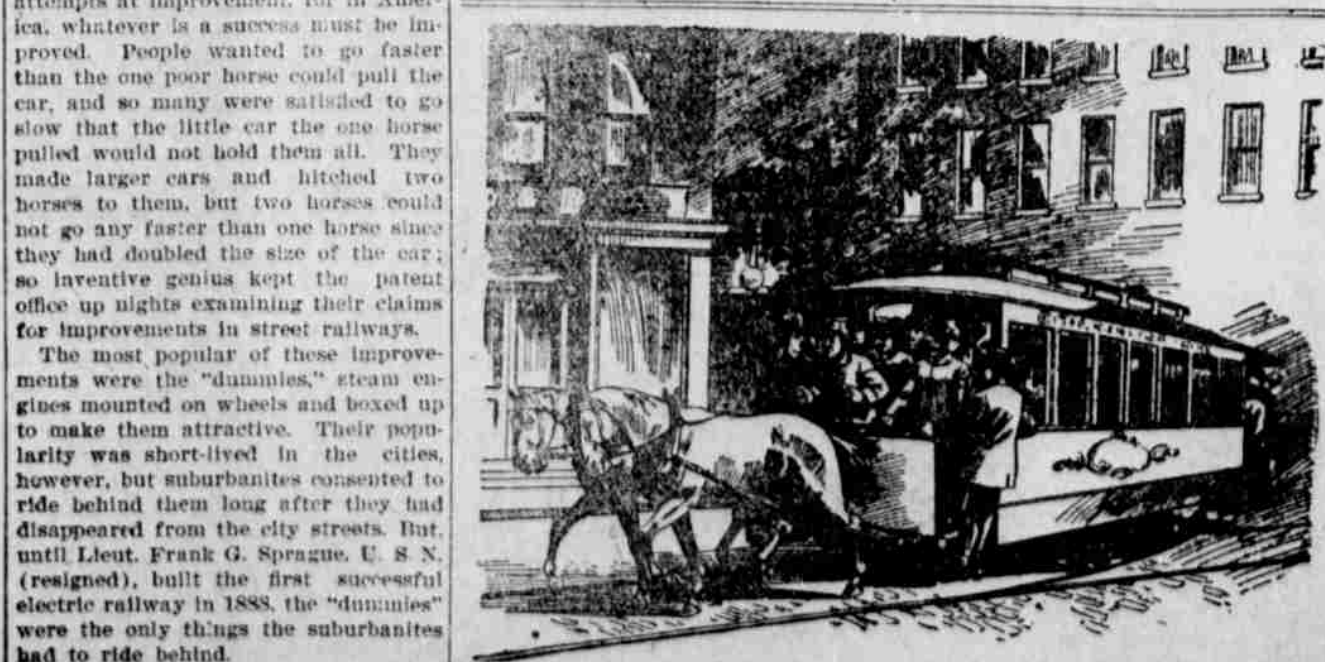 attempts at improvement, for in Amer-
ica, whatever is a success must be im-
proved. People wanted to go faster
than the one poor horse could pull the
car, and so many were satisfied to go
slow that the little car the one horse
pulled would not hold them all. They
made larger cars and hitched two
horses to them, but two horses could
not go any faster than one horse since
they had doubled the size of the car;
so inventive genius kept the patent
office up nights examining their claims
for improvements in street railways.
The most popular of these improve-
ments were the "dummies," steam en-
gines mounted on wheels and boxed up
to make them attractive. Their popu-
larity was short-lived in the cities,
however, but suburbanites consented to
ride behind them long after they had
disappeared from the city streets. But,
until Lieut. Frank G. Sprague, U. S. N.
(resigned), built the first successful
electric railway in 1888, the "dummies"
were the only things the suburbanites
had to ride behind.